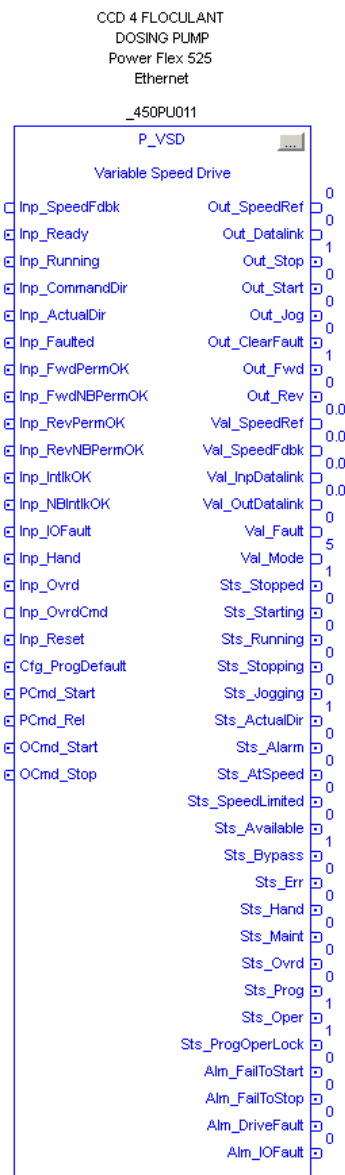 CCD 4 FLOCULANT
DOSING PUMP
Power Flex 525
Ethernet
_450PU011
P_VSD ...
Variable Speed Drive
Inp_SpeedFdbk Out_SpeedRef 0
Inp_Ready Out_Datalink 0
Inp_Running Out_Stop 1
Inp_CommandDir Out_Start 0
Inp_ActualDir Out_Jog 0
Inp_Faulted Out_ClearFault 0
Inp_FwdPermOK Out_Fwd 1
Inp_FwdNBPermOK Out_Rev 0
Inp_RevPermOK Val_SpeedRef 0.0
Inp_RevNBPermOK Val_SpeedFdbk 0.0
Inp_IntlkOK Val_InpDatalink 0.0
Inp_NBIntlkOK Val_OutDatalink 0.0
Inp_IOFault Val_Fault 0
Inp_Hand Val_Mode 5
Inp_Ovrd Sts_Stopped 1
Inp_OvrdCmd Sts_Starting 0
Inp_Reset Sts_Running 0
Cfg_ProgDefault Sts_Stopping 0
PCmd_Start Sts_Jogging 0
PCmd_Rel Sts_ActualDir 1
OCmd_Start Sts_Alarm 0
OCmd_Stop Sts_AtSpeed 0
Sts_SpeedLimited 0
Sts_Available 0
Sts_Bypass 1
Sts_Err 0
Sts_Hand 0
Sts_Maint 0
Sts_Ovrd 0
Sts_Prog 0
Sts_Oper 1
Sts_ProgOperLock 1
Alm_FailToStart 0
Alm_FailToStop 0
Alm_DriveFault 0
Alm_IOFault 0